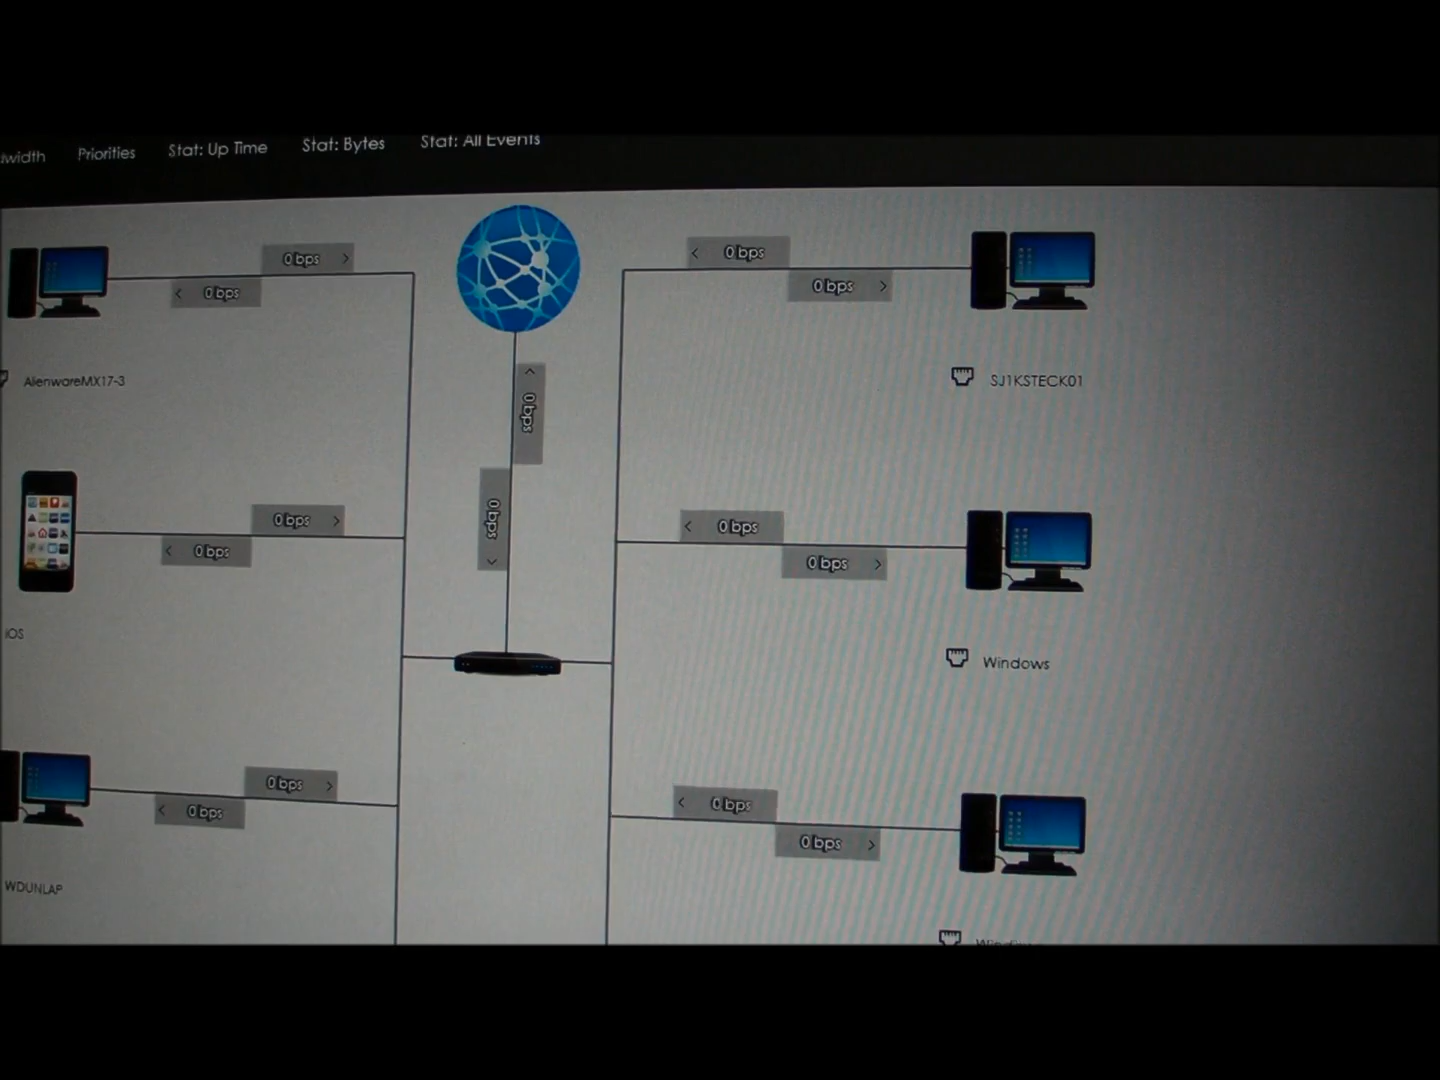 Priorities
Stat: Up Time
Stat: Bytes
Stat: All Events
0 bps
0 bps
AlienwareMX17-3
0 bps
0 bps
iOS
0 bps
0 bps
WDUNLAP
0 bps
0 bps
0 bps
0 bps
SJ1KSTECK01
0 bps
0 bps
Windows
0 bps
0 bps